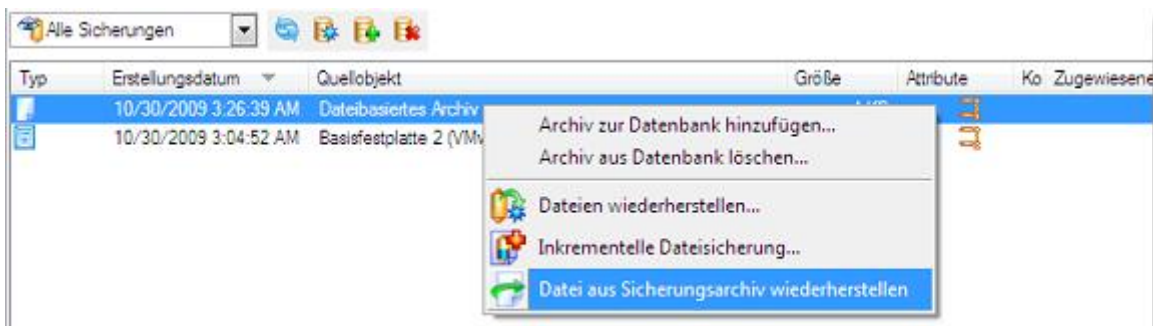 Alle Sicherungen
Typ Erstellungsdatum Quellobjekt Größe Attribute Ko Zugewiesene
10/30/2009 3:26:39 AM Dateibasiertes Archiv
10/30/2009 3:04:52 AM Basisfestplatte 2
Archiv zur Datenbank hinzufügen...
Archiv aus Datenbank löschen...
Dateien wiederherstellen...
Inkrementelle Dateisicherung...
Datei aus Sicherungsarchiv wiederherstellen